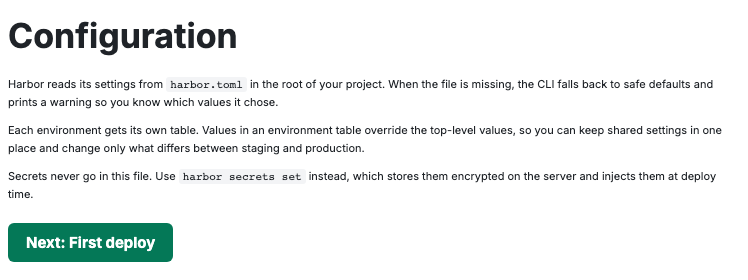 Configuration
Harbor reads its settings from harbor.toml in the root of your project. When the file is missing, the CLI falls back to safe defaults and
prints a warning so you know which values it chose.
Each environment gets its own table. Values in an environment table override the top-level values, so you can keep shared settings in one
place and change only what differs between staging and production.
Secrets never go in this file. Use harbor secrets set instead, which stores them encrypted on the server and injects them at deploy
time.
Next: First deploy